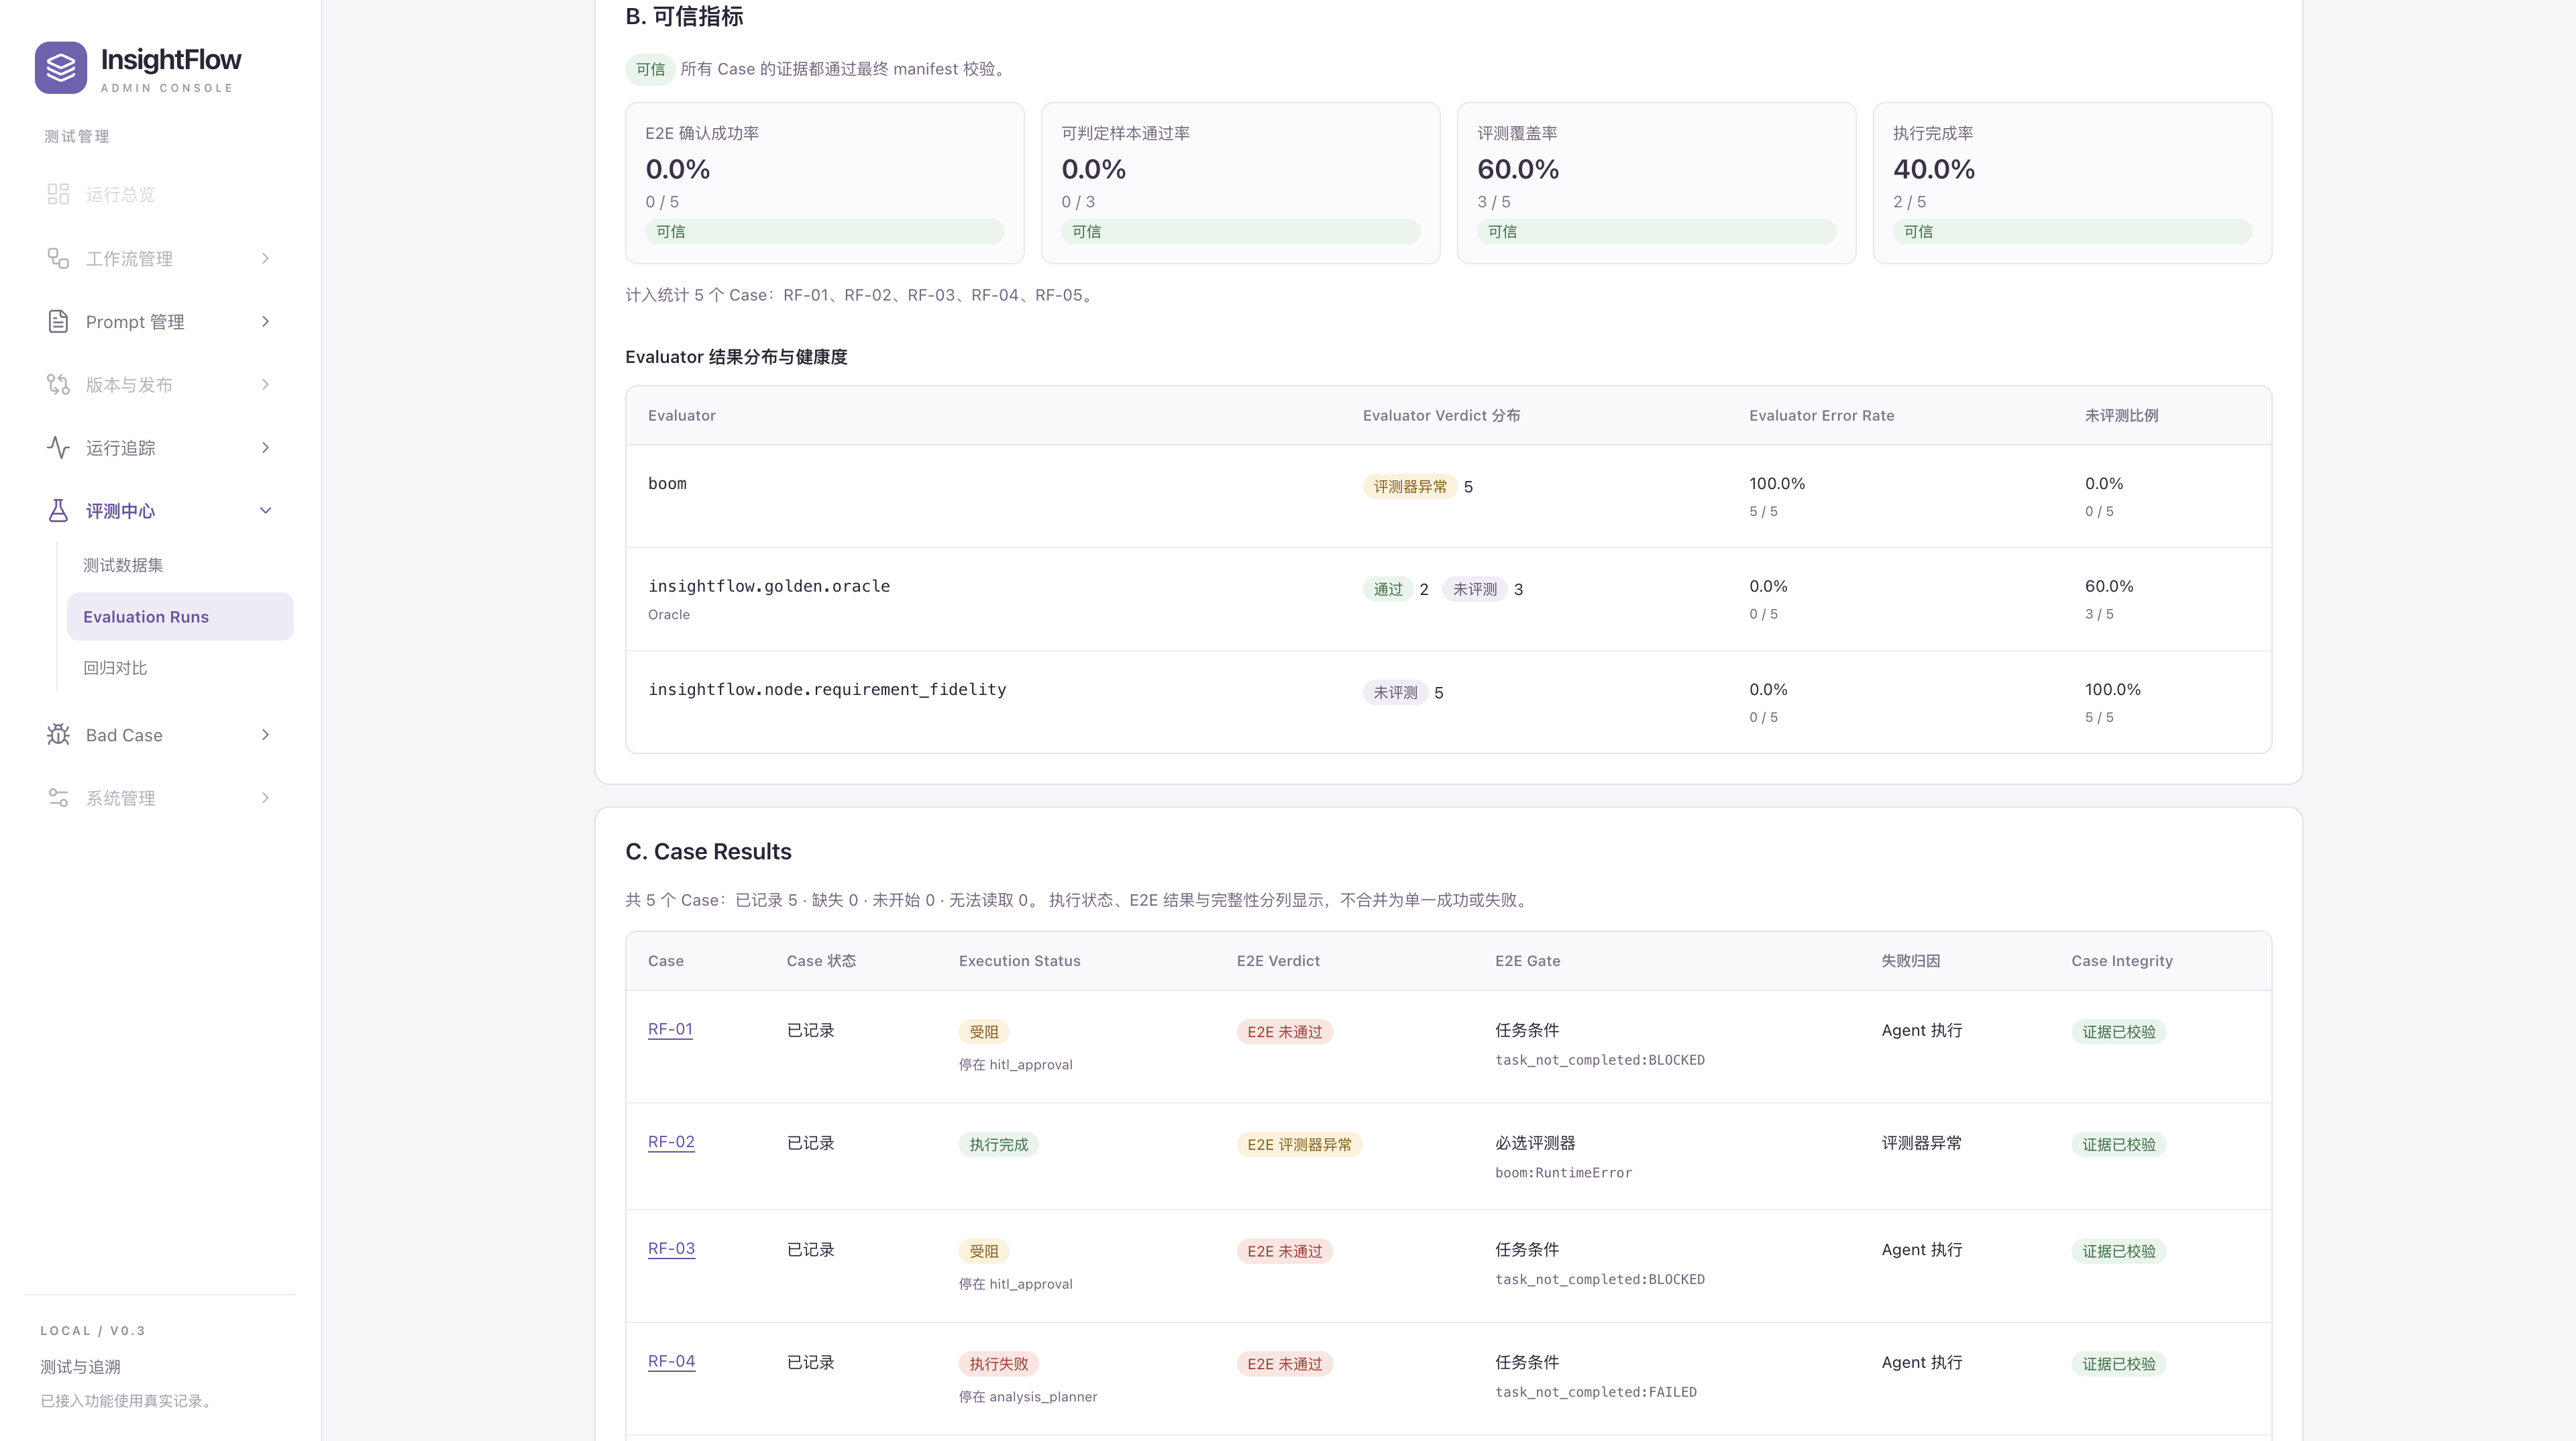 InsightFlow
ADMIN CONSOLE
测试管理
运行总览
工作流管理
Prompt 管理
版本与发布
运行追踪
评测中心
测试数据集
Evaluation Runs
回归对比
Bad Case
系统管理
LOCAL / V0.3
测试与追溯
已接入功能使用真实记录。
B. 可信指标
可信 所有 Case 的证据都通过最终 manifest 校验。
E2E 确认成功率
0.0%
0 / 5
可信
可判定样本通过率
0.0%
0 / 3
可信
评测覆盖率
60.0%
3 / 5
可信
执行完成率
40.0%
2 / 5
可信
计入统计 5 个 Case：RF-01、RF-02、RF-03、RF-04、RF-05。
Evaluator 结果分布与健康度
Evaluator Evaluator Verdict 分布 Evaluator Error Rate 未评测比例
boom 评测器异常 5 100.0% 0.0%
5 / 5 0 / 5
insightflow.golden.oracle 通过 2 未评测 3 0.0% 60.0%
Oracle 0 / 5 3 / 5
insightflow.node.requirement_fidelity 未评测 5 0.0% 100.0%
0 / 5 5 / 5
C. Case Results
共 5 个 Case：已记录 5 · 缺失 0 · 未开始 0 · 无法读取 0。 执行状态、E2E 结果与完整性分列显示，不合并为单一成功或失败。
Case Case 状态 Execution Status E2E Verdict E2E Gate 失败归因 Case Integrity
RF-01 已记录 受阻 E2E 未通过 任务条件 Agent 执行 证据已校验
停在 hitl_approval task_not_completed:BLOCKED
RF-02 已记录 执行完成 E2E 评测器异常 必选评测器 评测器异常 证据已校验
boom:RuntimeError
RF-03 已记录 受阻 E2E 未通过 任务条件 Agent 执行 证据已校验
停在 hitl_approval task_not_completed:BLOCKED
RF-04 已记录 执行失败 E2E 未通过 任务条件 Agent 执行 证据已校验
停在 analysis_planner task_not_completed:FAILED